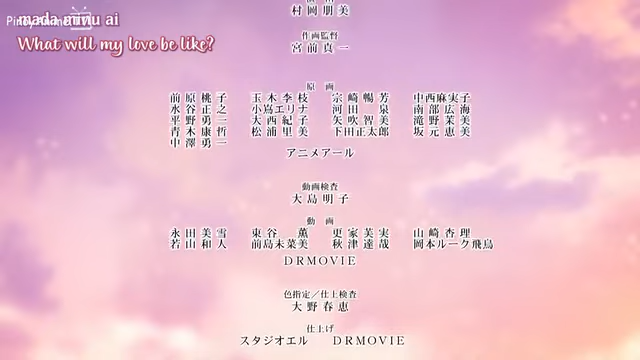 mada minu ai
What will my love be like?
村岡朋美
作画監督
宮前真一
原画
前原桃子 玉木李枝 宗崎暢芳 中西麻実子
水谷正之 小嶌エリナ 河田泉 南部広海
平野勇一 大西紀子 矢吹智美 滝野茉美
青木康哲 松浦里美 下田正太郎 坂元恵美
中澤勇一
アニメアール
動画検査
大島明子
動画
永田美雪 東谷薫 更家芙実 山崎杏理
若山和人 前島未菜美 秋津達哉 岡本ルーク飛鳥
DRMOVIE
色指定／仕上検査
大野春恵
仕上げ
スタジオエル DRMOVIE